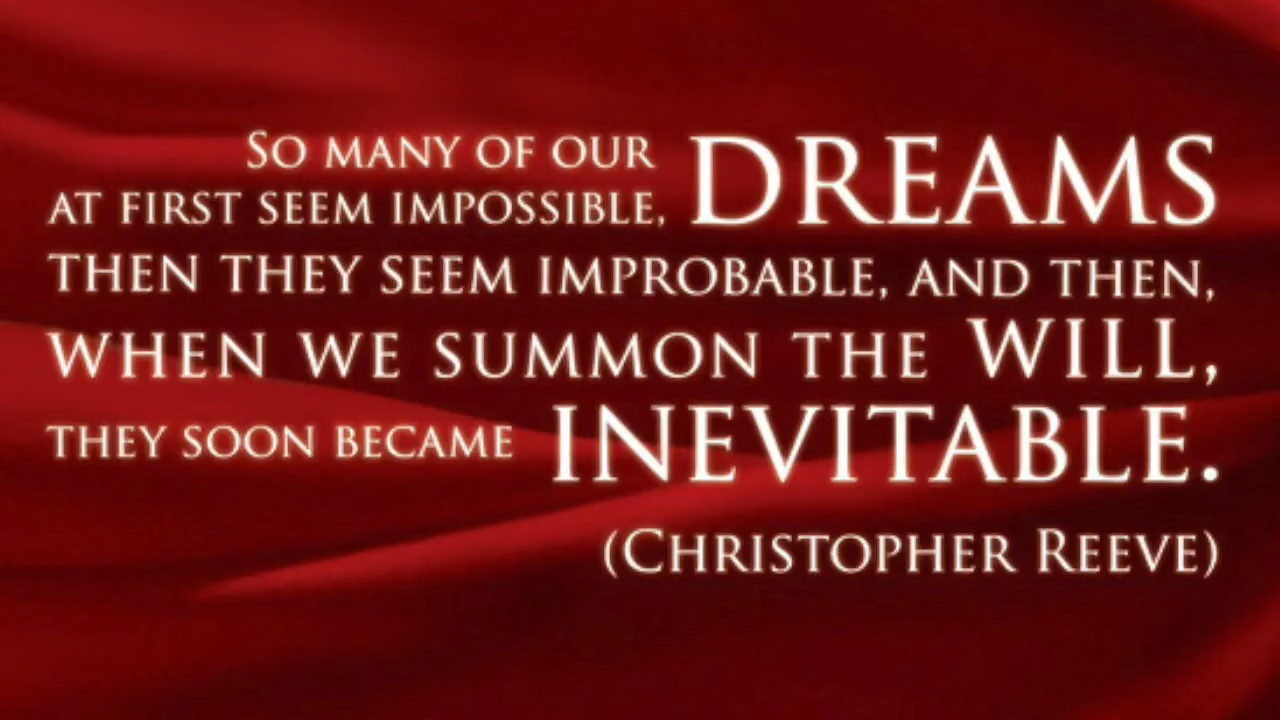 So many of our DREAMS
at first seem impossible,
then they seem improbable, and then,
when we summon the WILL,
they soon became INEVITABLE.
(Christopher Reeve)